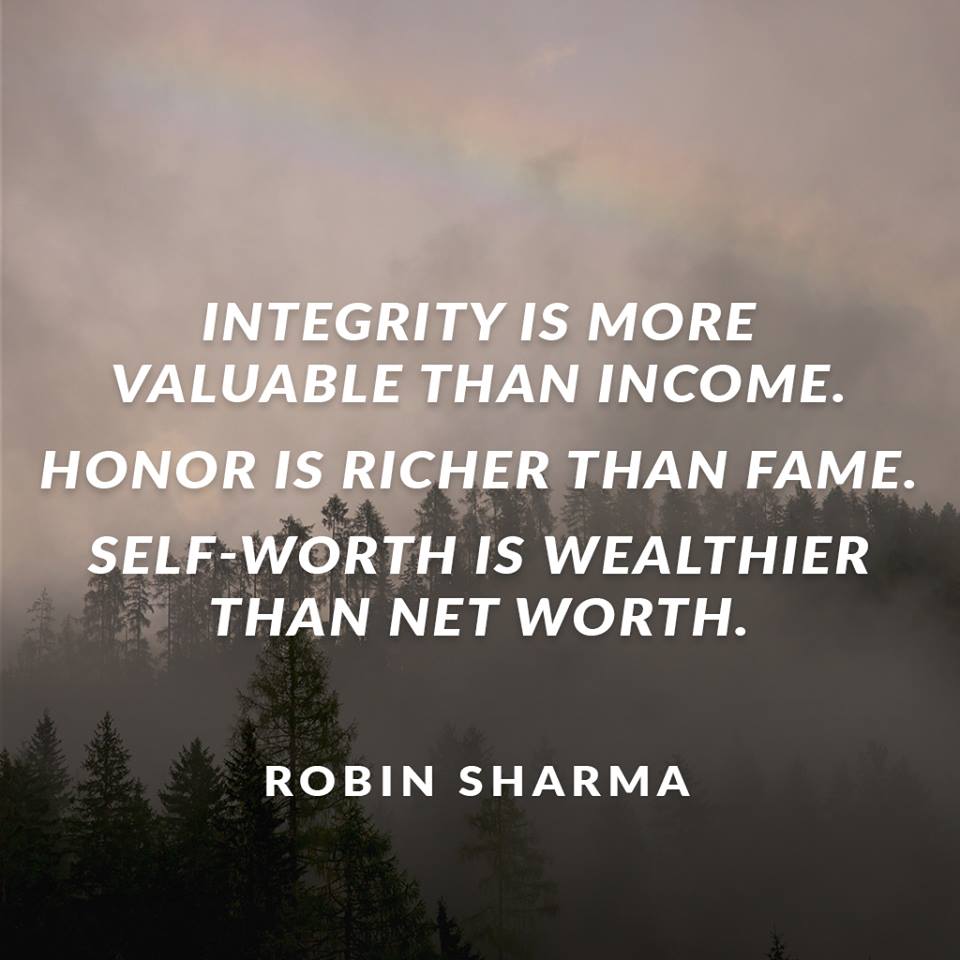 INTEGRITY IS MORE
VALUABLE THAN INCOME.
HONOR IS RICHER THAN FAME.
SELF-WORTH IS WEALTHIER
THAN NET WORTH.
ROBIN SHARMA